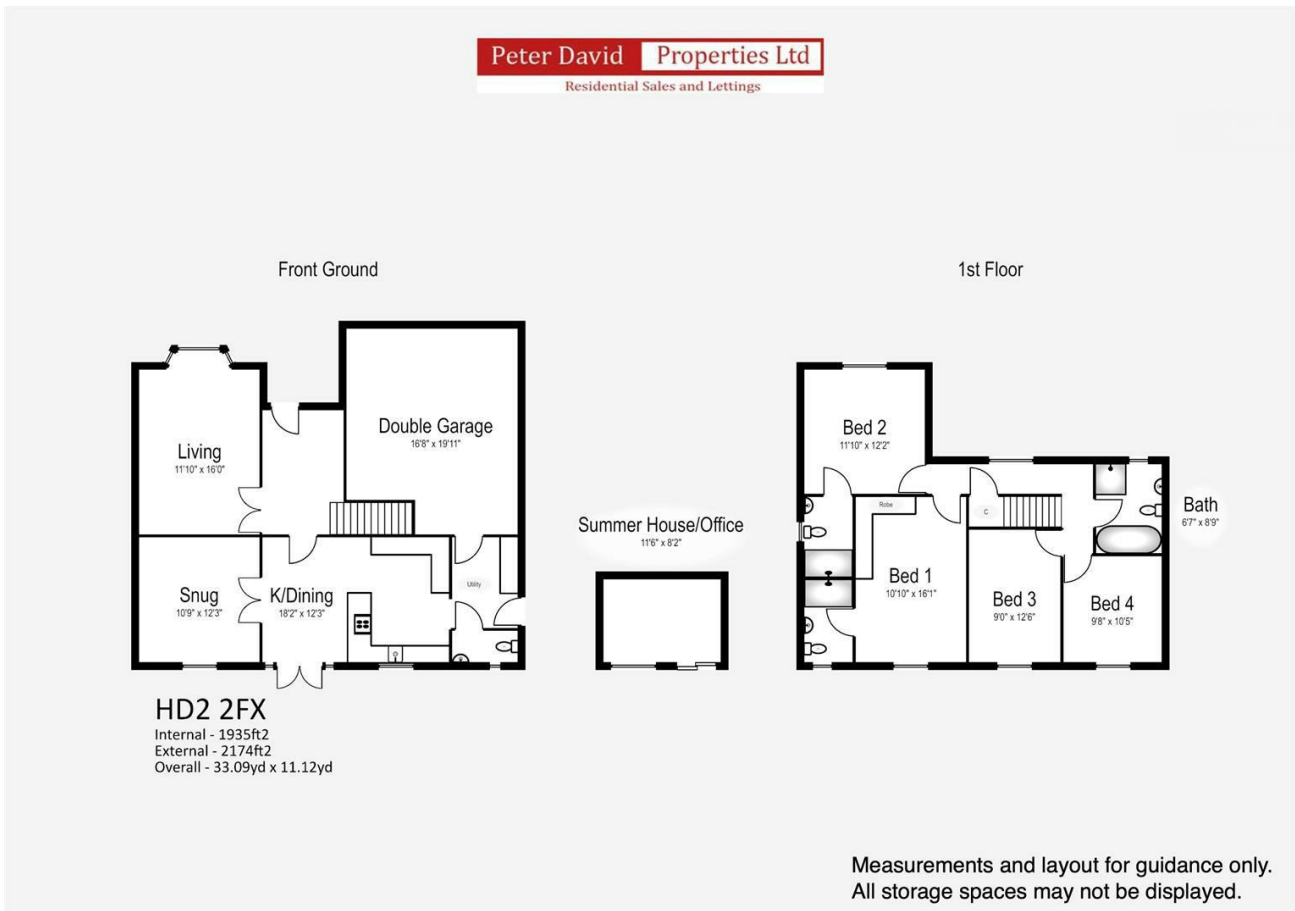 Peter David Properties Ltd
Residential Sales and Lettings
Front Ground
1st Floor
Living
11'10" x 16'0"
Double Garage
16'8" x 19'11"
Snug
10'9" x 12'3"
K/Dining
18'2" x 12'3"
Utility
Summer House/Office
11'6" x 8'2"
Bed 2
11'10" x 12'2"
Robe
C
Bath
6'7" x 8'9"
Bed 1
10'10" x 16'1"
Bed 3
9'0" x 12'6"
Bed 4
9'8" x 10'5"
HD2 2FX
Internal - 1935ft2
External - 2174ft2
Overall - 33.09yd x 11.12yd
Measurements and layout for guidance only.
All storage spaces may not be displayed.